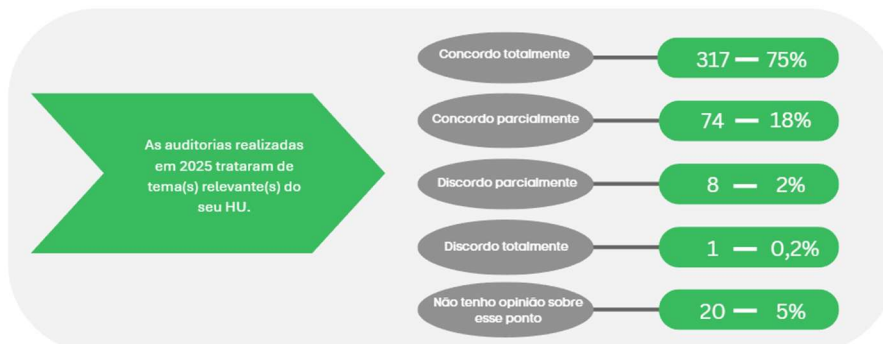 As auditorias realizadas
em 2025 trataram de
tema(s) relevante(s) do
seu HU.
Concordo totalmente
317 — 75%
Concordo parcialmente
74 — 18%
Discordo parcialmente
8 — 2%
Discordo totalmente
1 — 0,2%
Não tenho opinião sobre
esse ponto
20 — 5%